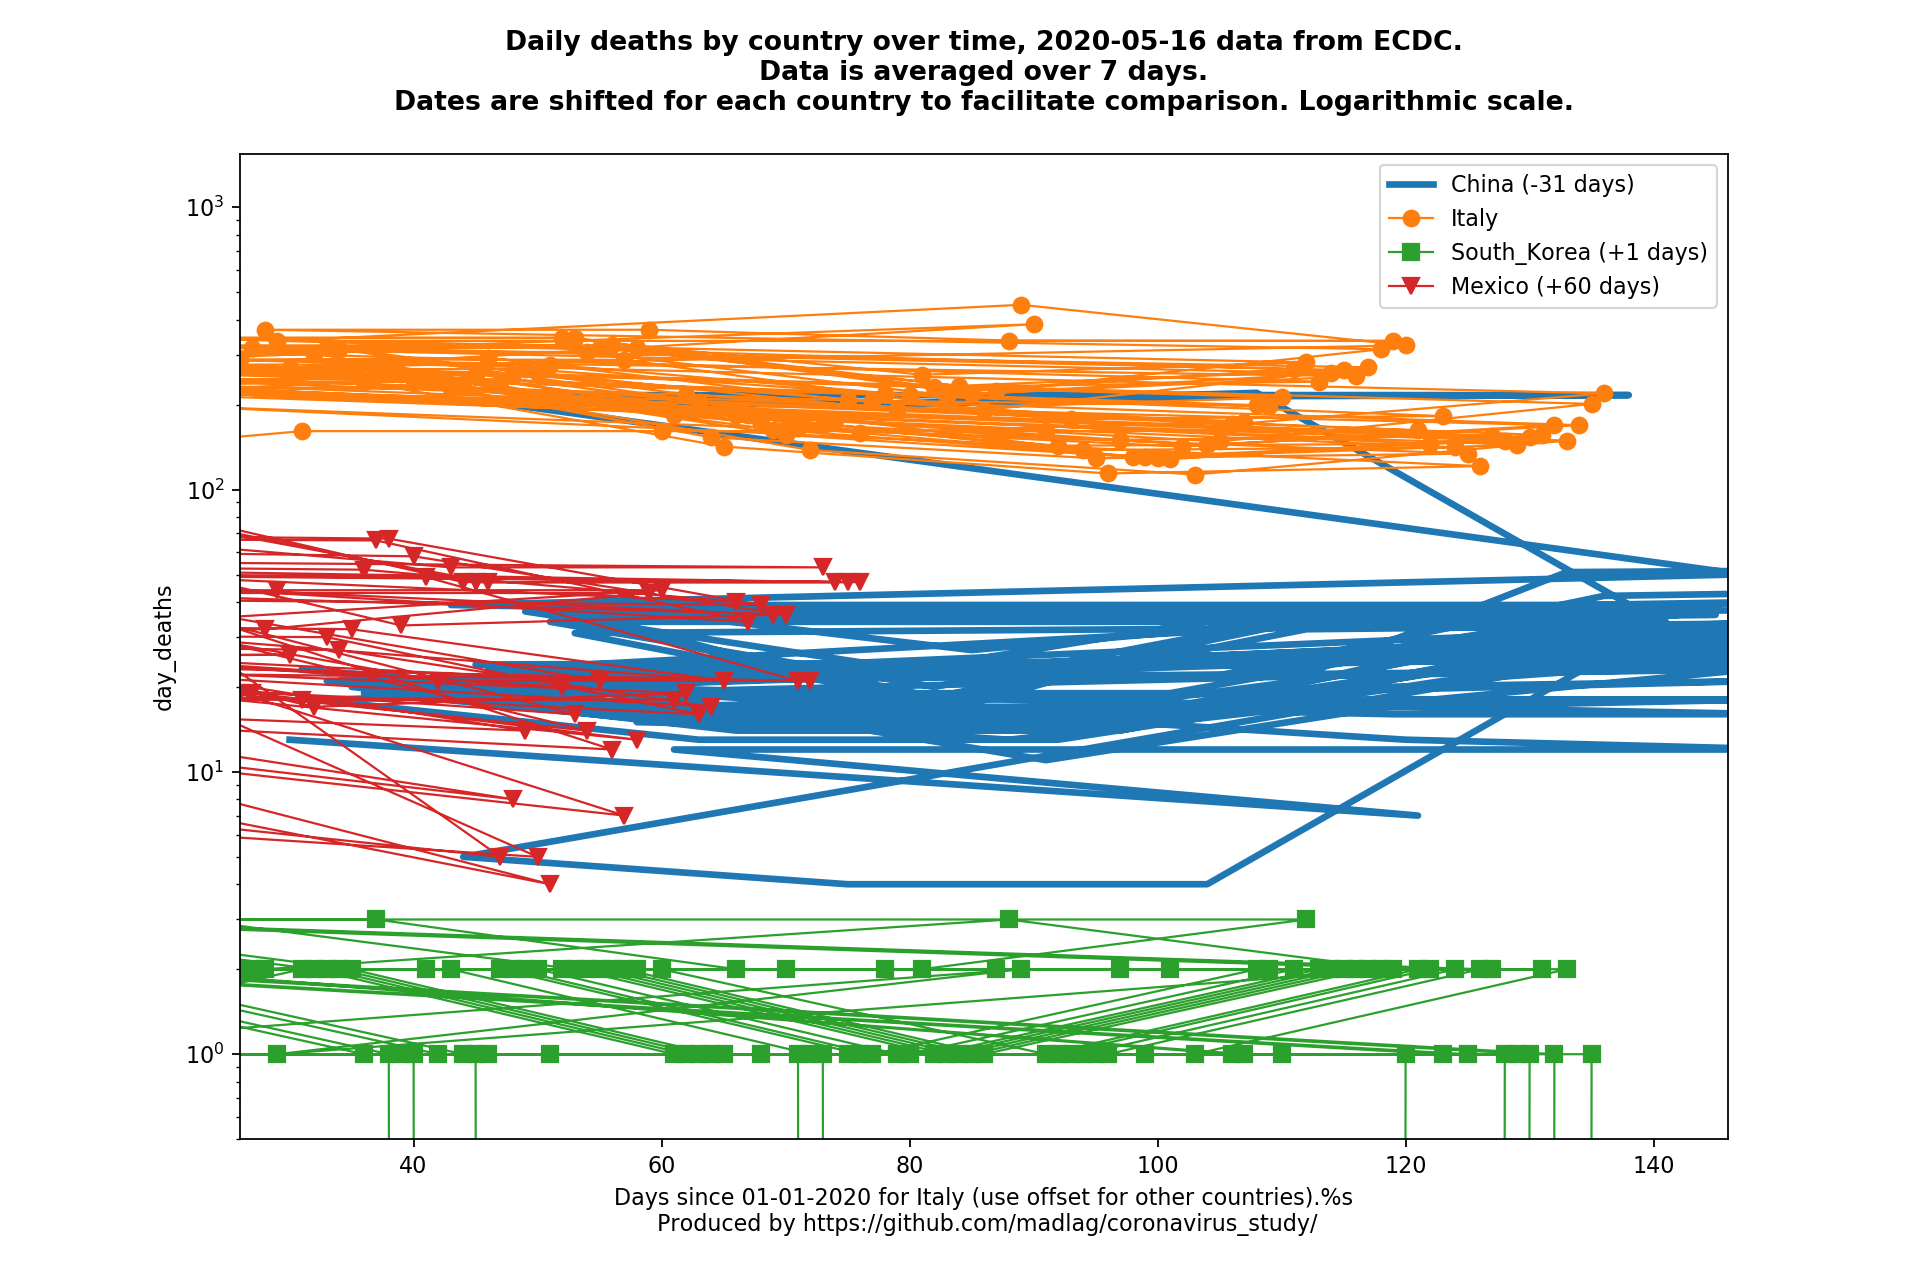 Daily deaths by country over time, 2020-05-16 data from ECDC.
Data is averaged over 7 days.
Dates are shifted for each country to facilitate comparison. Logarithmic scale.
China (-31 days)
Italy
South_Korea (+1 days)
Mexico (+60 days)
day_deaths
10³
10²
10¹
10⁰
40 60 80 100 120 140
Days since 01-01-2020 for Italy (use offset for other countries).%s
Produced by https://github.com/madlag/coronavirus_study/